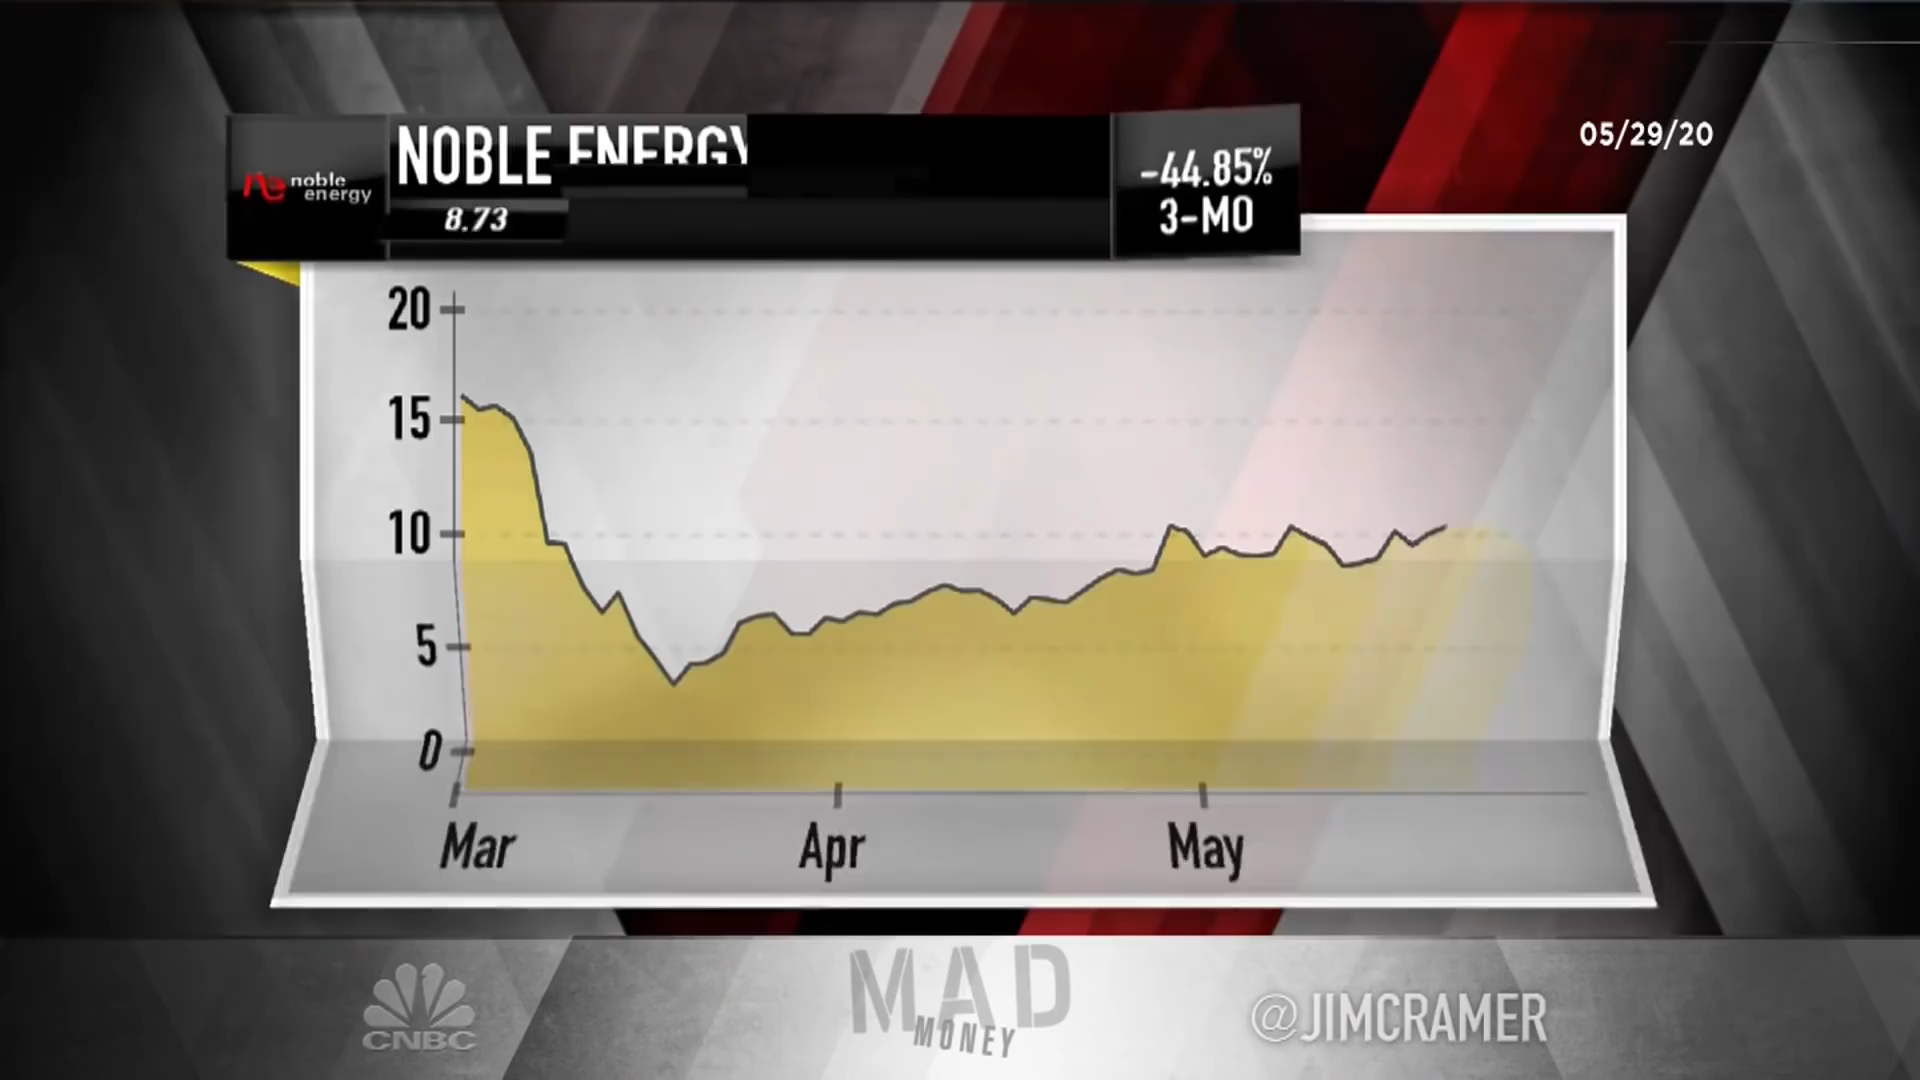 NOBLE ENERGY
noble
energy
8.73
-44.85%
3-MO
05/29/20
20
15
10
5
0
Mar
Apr
May
CNBC
MAD
MONEY
@JIMCRAMER